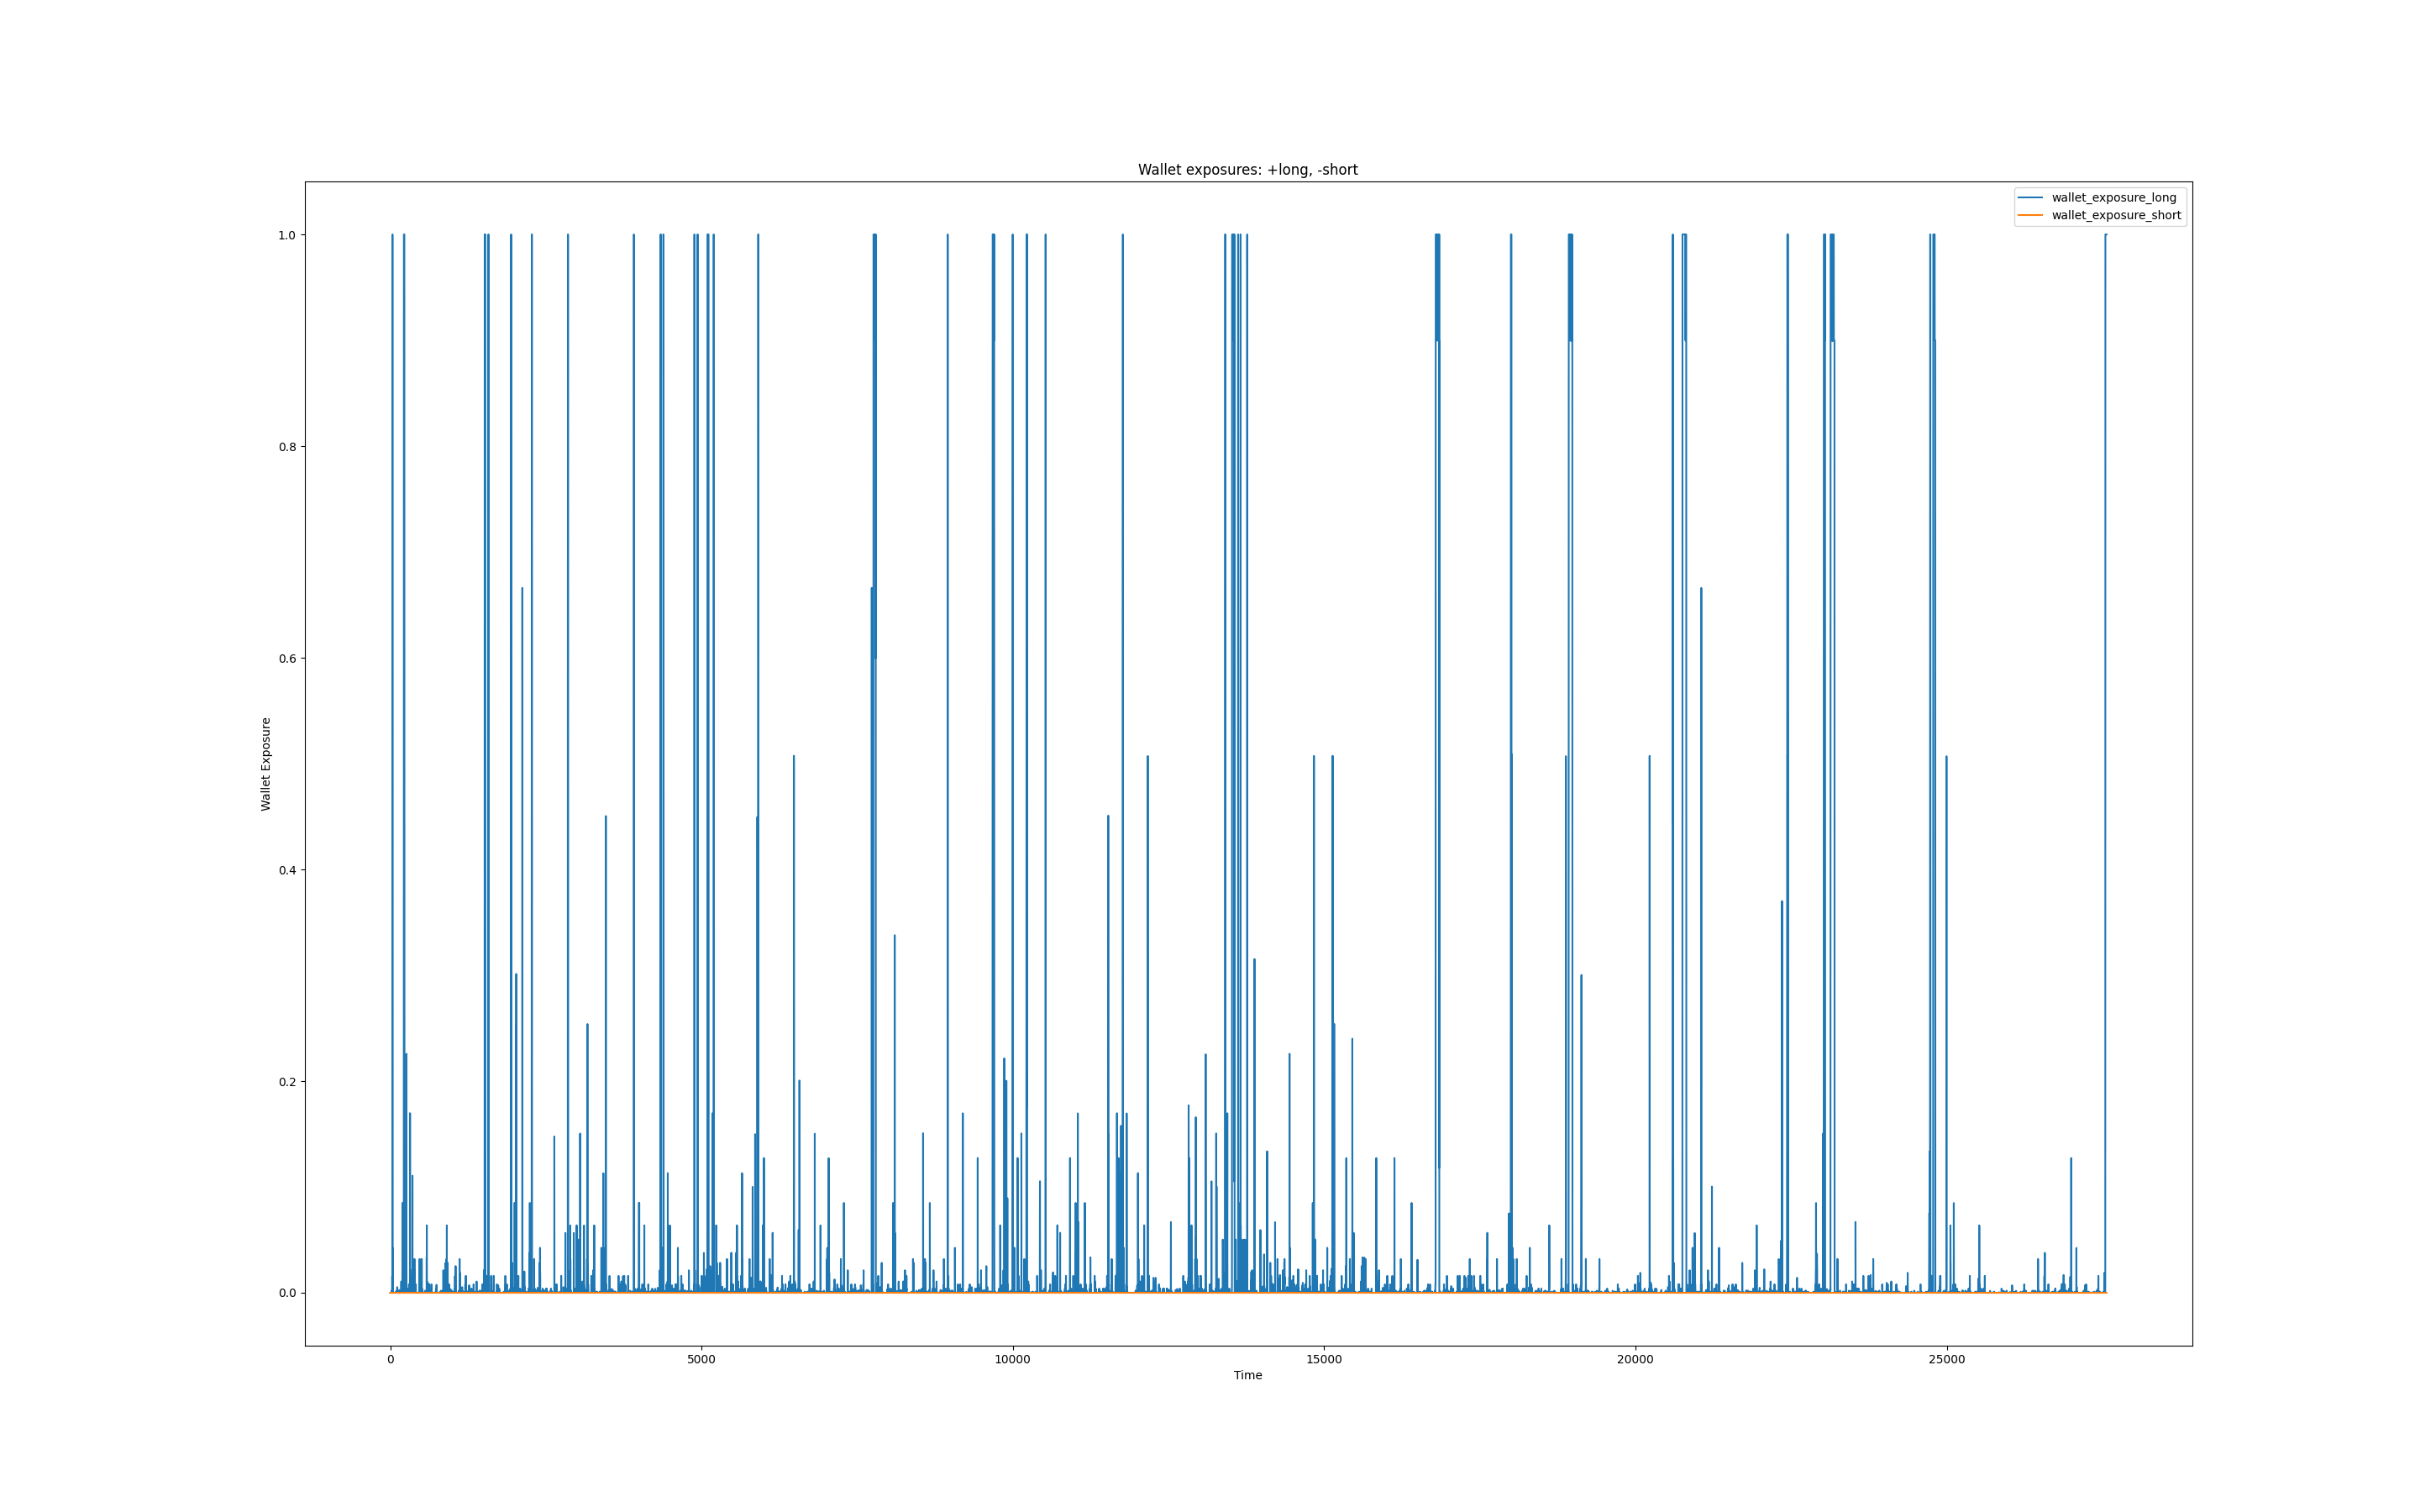 Wallet exposures: +long, -short
wallet_exposure_long
wallet_exposure_short
1.0
0.8
0.6
0.4
0.2
0.0
Wallet Exposure
0 5000 10000 15000 20000 25000
Time